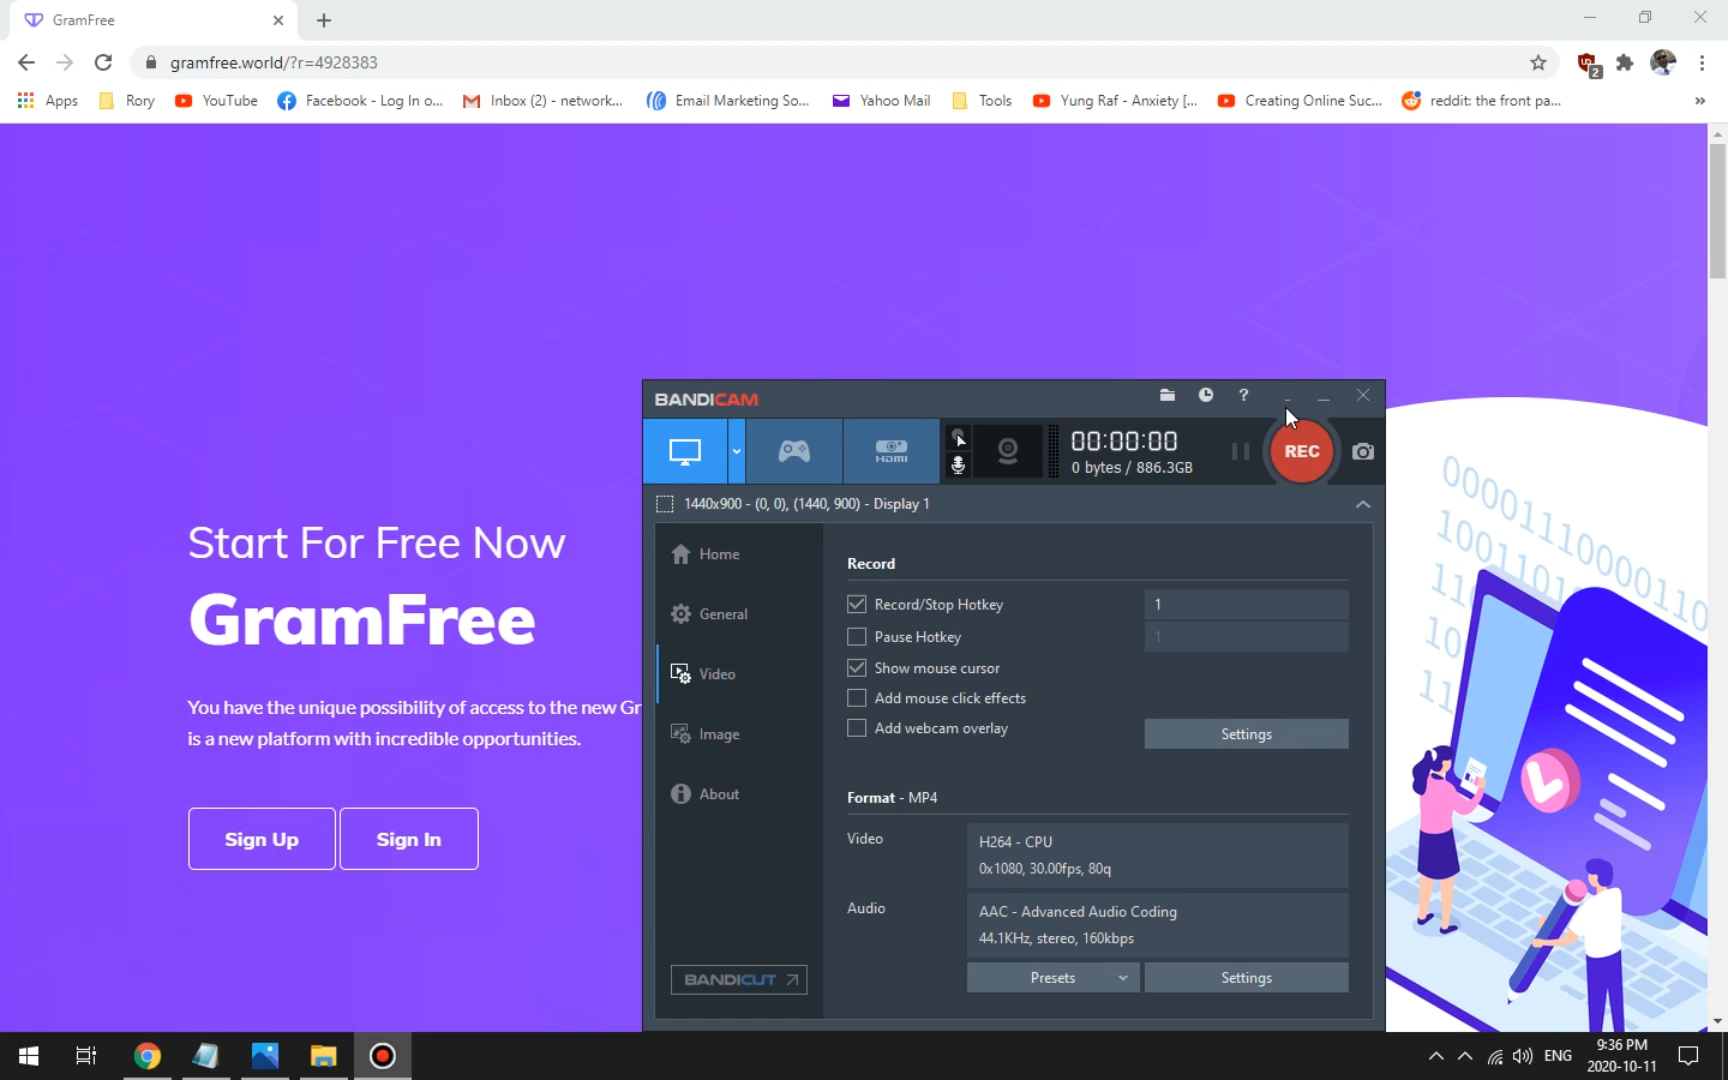 GramFree
gramfree.world/?r=4928383
2
Apps Rory YouTube Facebook - Log In o... Inbox (2) - network... Email Marketing So... Yahoo Mail Tools Yung Raf - Anxiety [... Creating Online Suc... reddit: the front pa... »
Start For Free Now
GramFree
You have the unique possibility of access to the new Gr
is a new platform with incredible opportunities.
Sign Up Sign In
BANDICAM
?
HDMI
00:00:00
0 bytes / 886.3GB
REC
1440x900 - (0, 0), (1440, 900) - Display 1
Home
General
Video
Image
About
BANDICUT
Record
Record/Stop Hotkey 1
Pause Hotkey 1
Show mouse cursor
Add mouse click effects
Add webcam overlay
Settings
Format - MP4
Video H264 - CPU
0x1080, 30.00fps, 80q
Audio AAC - Advanced Audio Coding
44.1KHz, stereo, 160kbps
Presets Settings
ENG
9:36 PM
2020-10-11